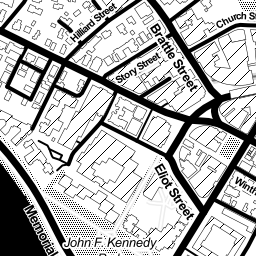 Hilliard Street
Brattle Street
Church S
Story Street
Eliot Street
Winth
Memorial
John F. Kennedy